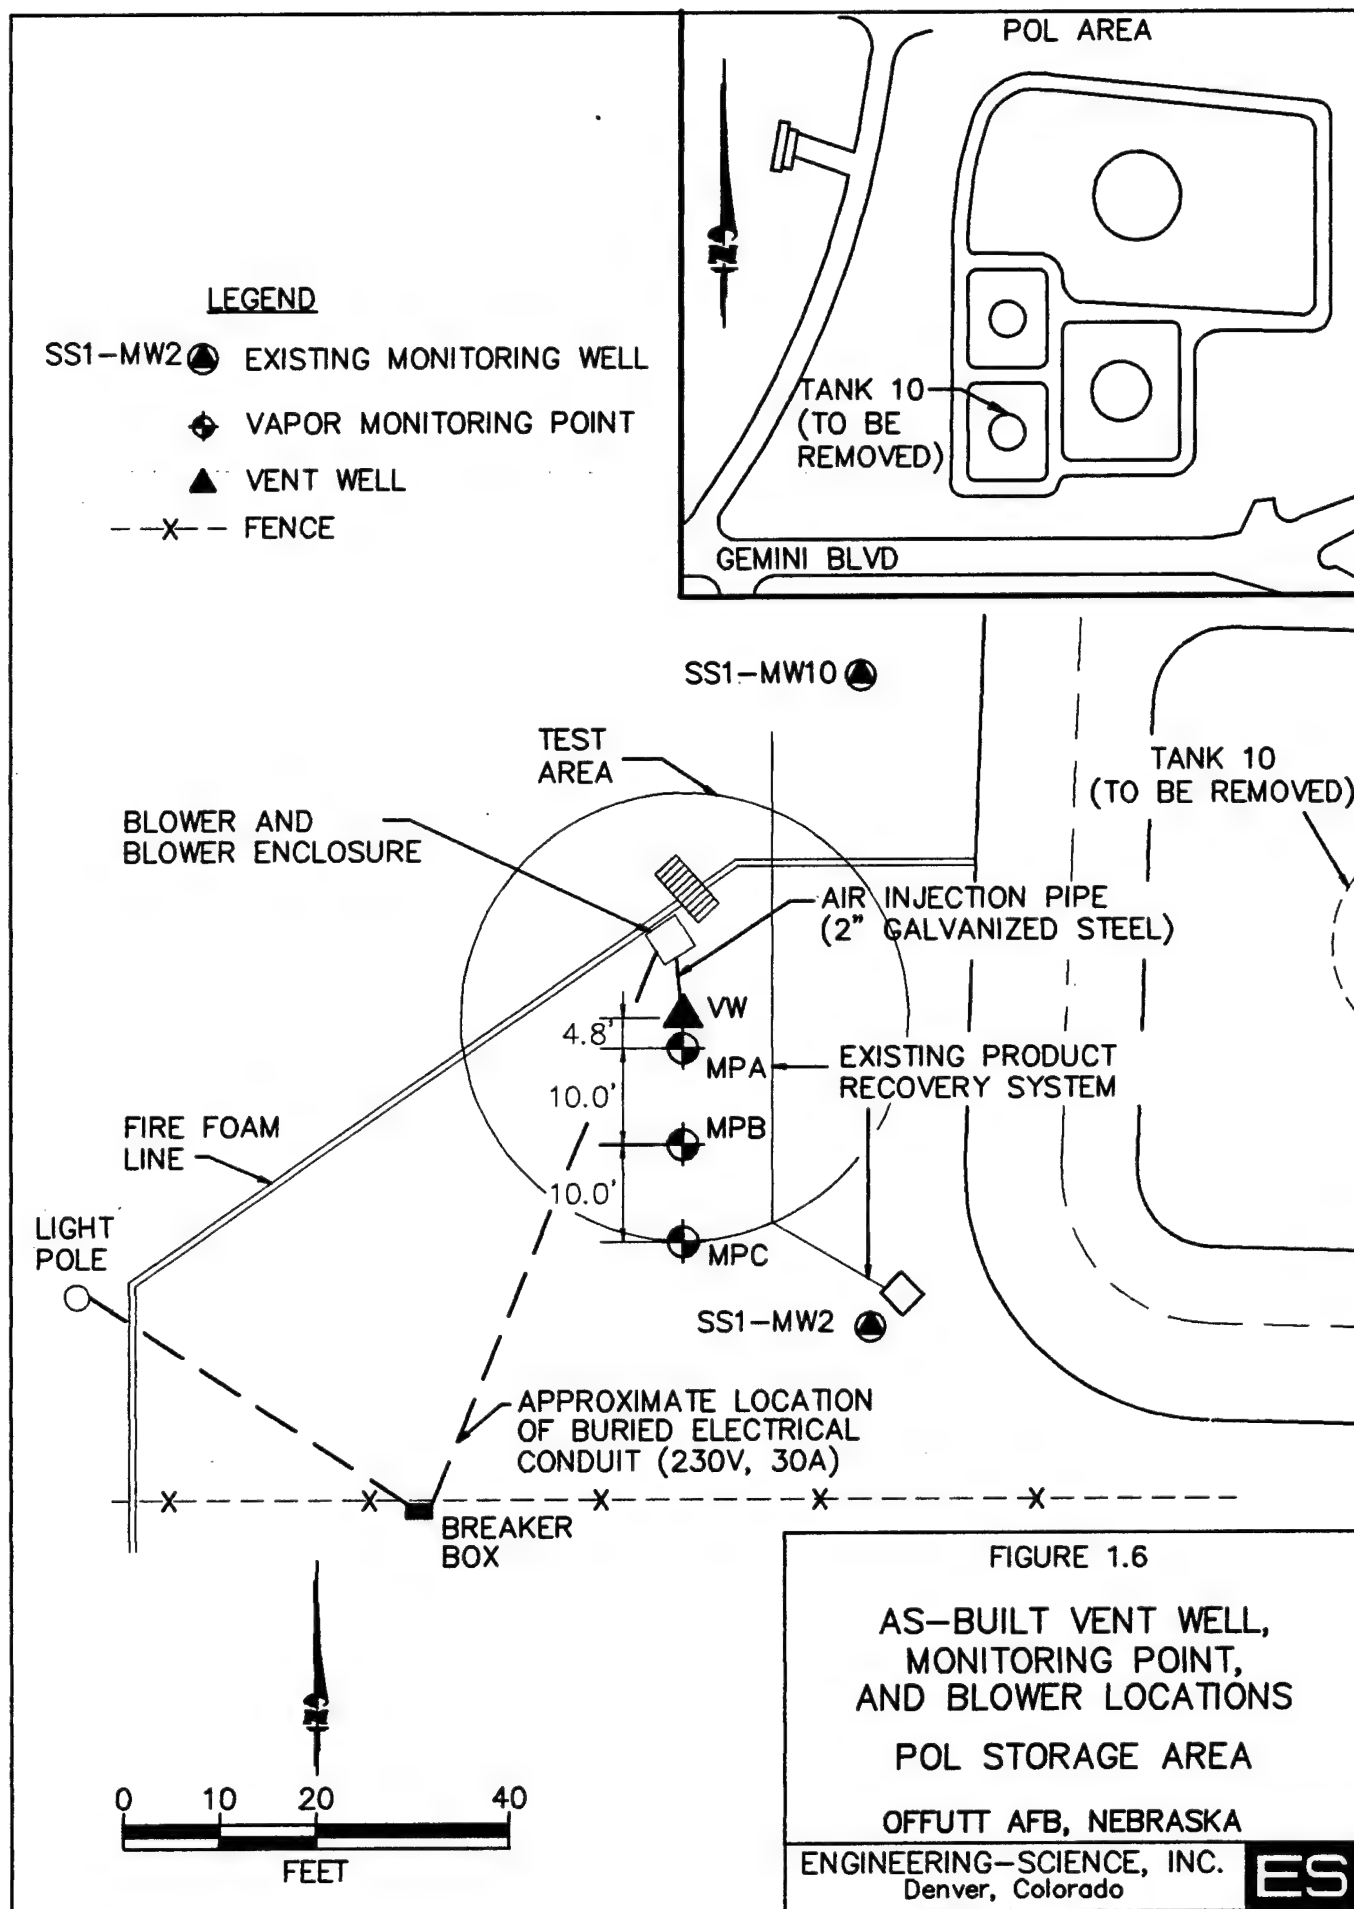 POL AREA
N
TANK 10
(TO BE
REMOVED)
GEMINI BLVD
LEGEND
SS1-MW2 EXISTING MONITORING WELL
VAPOR MONITORING POINT
VENT WELL
--X-- FENCE
SS1-MW10
TEST
AREA
TANK 10
(TO BE REMOVED)
BLOWER AND
BLOWER ENCLOSURE
AIR INJECTION PIPE
(2" GALVANIZED STEEL)
VW
4.8'
MPA
EXISTING PRODUCT
RECOVERY SYSTEM
10.0'
MPB
FIRE FOAM
LINE
10.0'
LIGHT
POLE
MPC
SS1-MW2
APPROXIMATE LOCATION
OF BURIED ELECTRICAL
CONDUIT (230V, 30A)
X X X X X
BREAKER
BOX
N
0 10 20 40
FEET
FIGURE 1.6
AS-BUILT VENT WELL,
MONITORING POINT,
AND BLOWER LOCATIONS
POL STORAGE AREA
OFFUTT AFB, NEBRASKA
ENGINEERING-SCIENCE, INC.
Denver, Colorado
ES